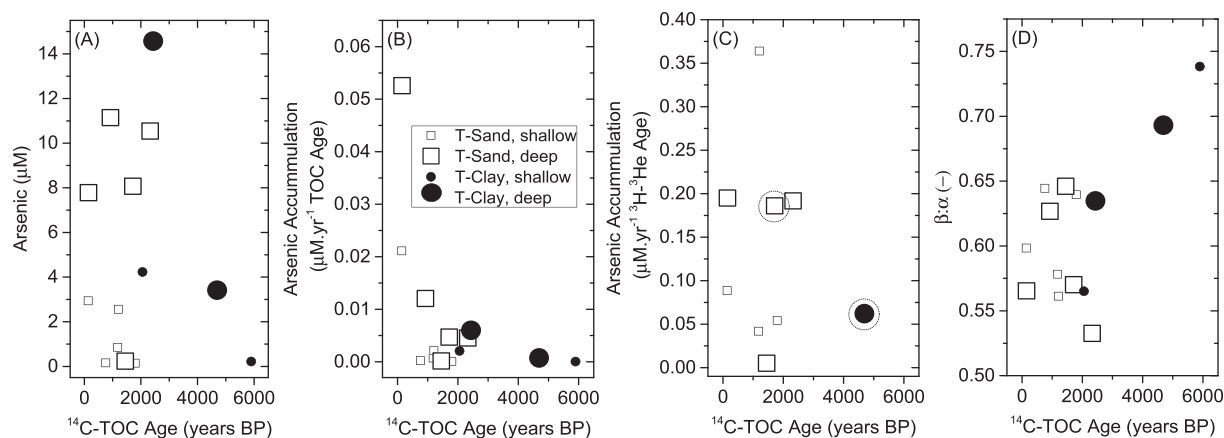 (A)
Arsenic (µM)
14
12
10
8
6
4
2
0
0 2000 4000 6000
¹⁴C-TOC Age (years BP)
(B)
Arsenic Accummulation
(µM.yr⁻¹ TOC Age)
0.06
0.05
0.04
0.03
0.02
0.01
0.00
T-Sand, shallow
T-Sand, deep
T-Clay, shallow
T-Clay, deep
0 2000 4000 6000
¹⁴C-TOC Age (years BP)
(C)
Arsenic Accummulation
(µM.yr⁻¹ ³H-³He Age)
0.40
0.35
0.30
0.25
0.20
0.15
0.10
0.05
0.00
0 2000 4000 6000
¹⁴C-TOC Age (years BP)
(D)
β:α (−)
0.75
0.70
0.65
0.60
0.55
0.50
0 2000 4000 6000
¹⁴C-TOC Age (years BP)